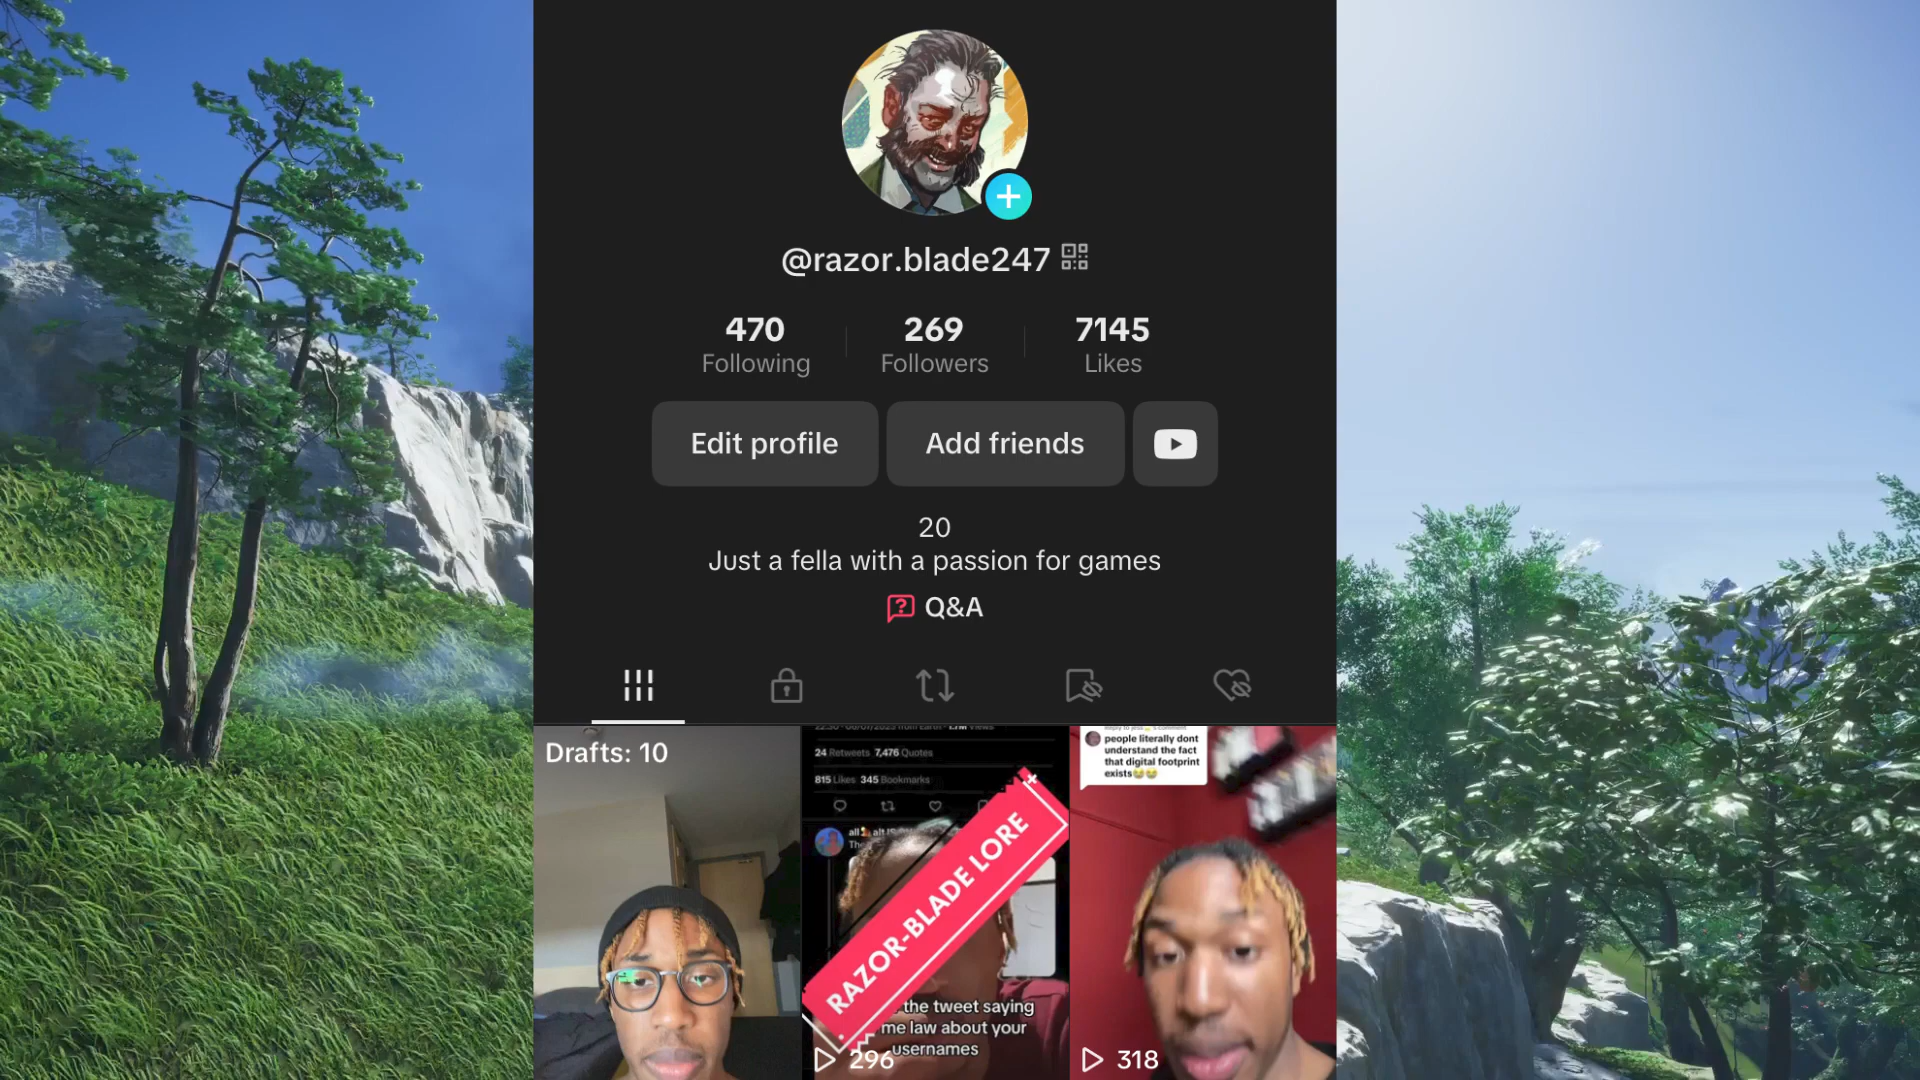 @razor.blade247
470
Following
269
Followers
7145
Likes
Edit profile
Add friends
20
Just a fella with a passion for games
Q&A
Drafts: 10
24 Retweets 7,476 Quotes
815 Likes 345 Bookmarks
RAZOR-BLADE LORE
the tweet saying
me law about your
usernames
296
people literally dont
understand the fact
that digital footprint
exists😂😂
318